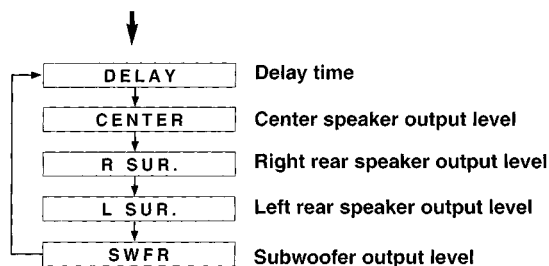 DELAY Delay time
CENTER Center speaker output level
R SUR. Right rear speaker output level
L SUR. Left rear speaker output level
SWFR Subwoofer output level